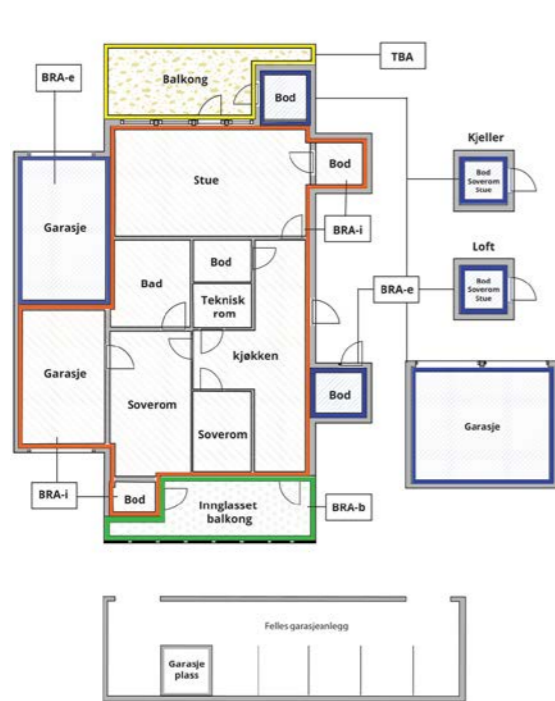 TBA
Balkong
BRA-e
Bod
Kjeller
Bod
Stue
Bod
Soverom
Stue
Garasje
BRA-i
Loft
Bod
Bad
Teknisk
rom
BRA-e
Bod
Soverom
Stue
kjøkken
Garasje
Soverom
Bod
Garasje
Soverom
BRA-i
Bod
Innglasset
balkong
BRA-b
Felles garasjeanlegg
Garasje
plass